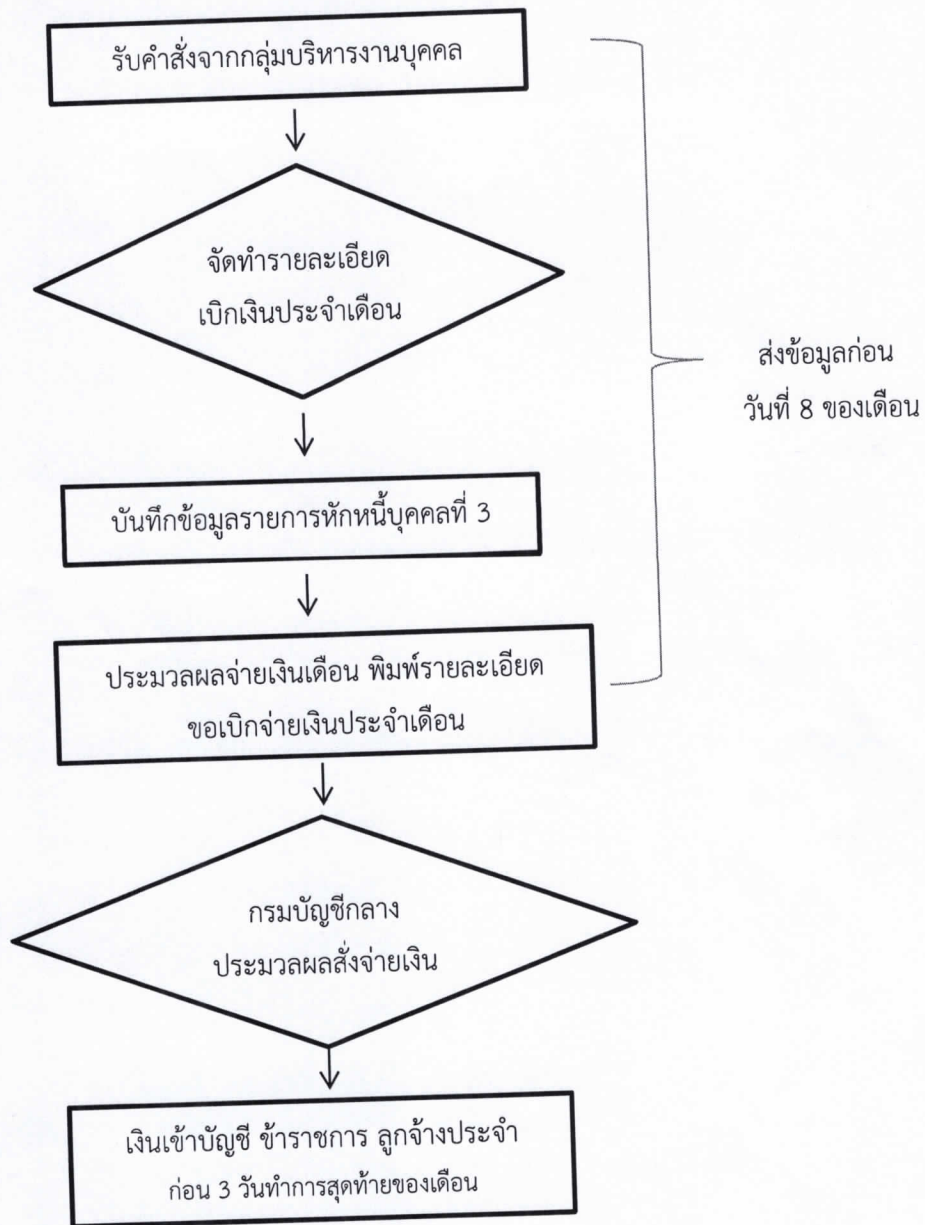 รับคำสั่งจากกลุ่มบริหารงานบุคคล
จัดทำรายละเอียด
เบิกเงินประจำเดือน
ส่งข้อมูลก่อน
วันที่ 8 ของเดือน
บันทึกข้อมูลรายการหักหนี้บุคคลที่ 3
ประมวลผลจ่ายเงินเดือน พิมพ์รายละเอียด
ขอเบิกจ่ายเงินประจำเดือน
กรมบัญชีกลาง
ประมวลผลสั่งจ่ายเงิน
เงินเข้าบัญชี ข้าราชการ ลูกจ้างประจำ
ก่อน 3 วันทำการสุดท้ายของเดือน